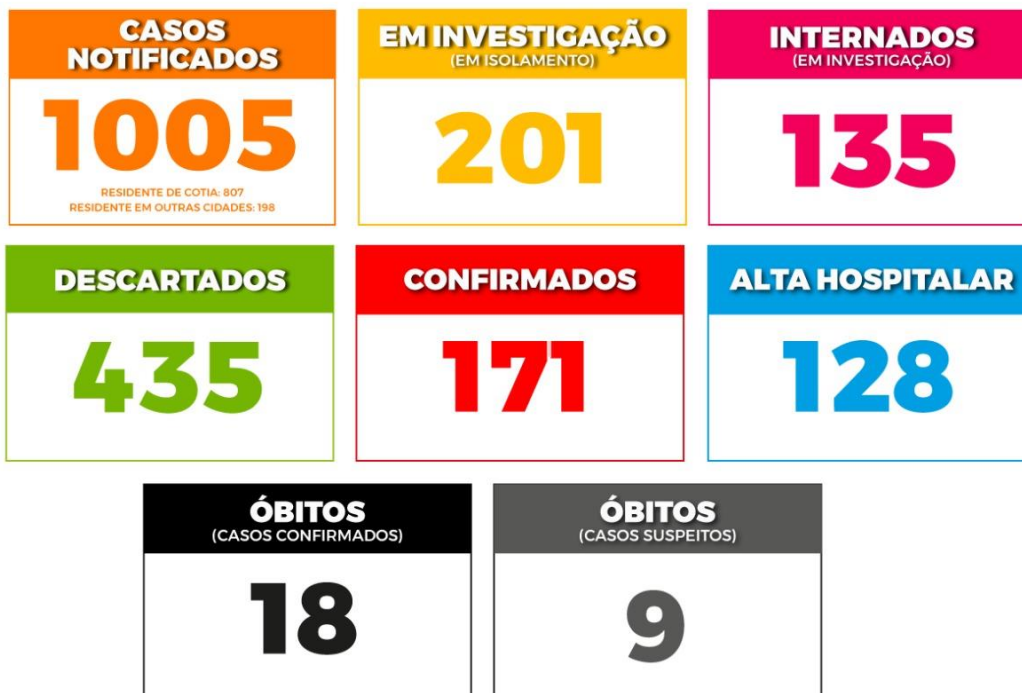 CASOS
NOTIFICADOS
1005
RESIDENTE DE COTIA: 807
RESIDENTE EM OUTRAS CIDADES: 198
EM INVESTIGAÇÃO
(EM ISOLAMENTO)
201
INTERNADOS
(EM INVESTIGAÇÃO)
135
DESCARTADOS
435
CONFIRMADOS
171
ALTA HOSPITALAR
128
ÓBITOS
(CASOS CONFIRMADOS)
18
ÓBITOS
(CASOS SUSPEITOS)
9